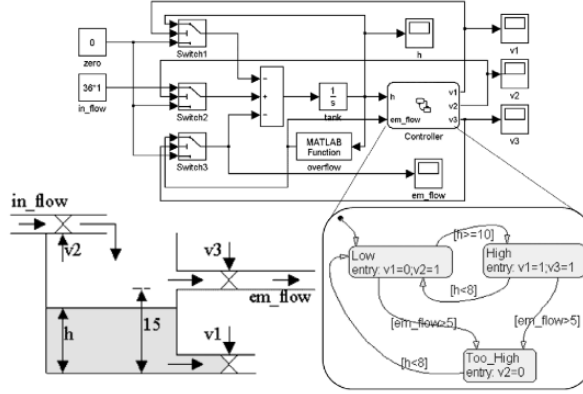 0
zero
Switch1
h
v1
36*1
in_flow
Switch2
−
+
−
1
s
tank
h
em_flow
v1
v2
v3
Controller
v2
Switch3
MATLAB
Function
overflow
em_flow
v3
in_flow
v2
v3
em_flow
h
15
v1
[h>=10]
Low
entry: v1=0;v2=1
High
entry: v1=1;v3=1
[h<8]
[em_flow>5]
[em_flow>5]
[h<8]
Too_High
entry: v2=0